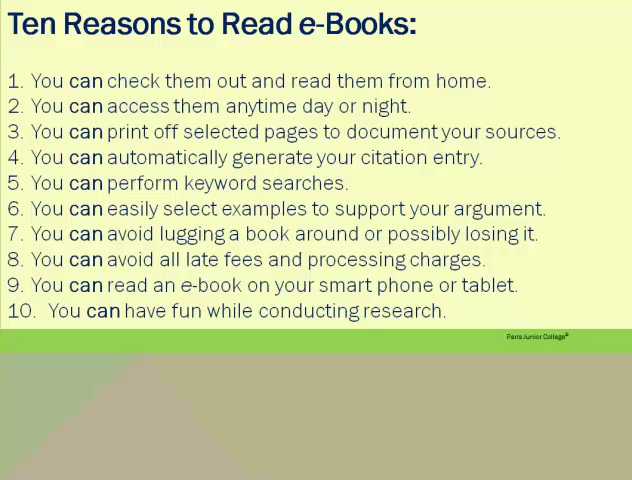 Ten Reasons to Read e-Books:
1. You can check them out and read them from home.
2. You can access them anytime day or night.
3. You can print off selected pages to document your sources.
4. You can automatically generate your citation entry.
5. You can perform keyword searches.
6. You can easily select examples to support your argument.
7. You can avoid lugging a book around or possibly losing it.
8. You can avoid all late fees and processing charges.
9. You can read an e-book on your smart phone or tablet.
10. You can have fun while conducting research.
Paris Junior College©